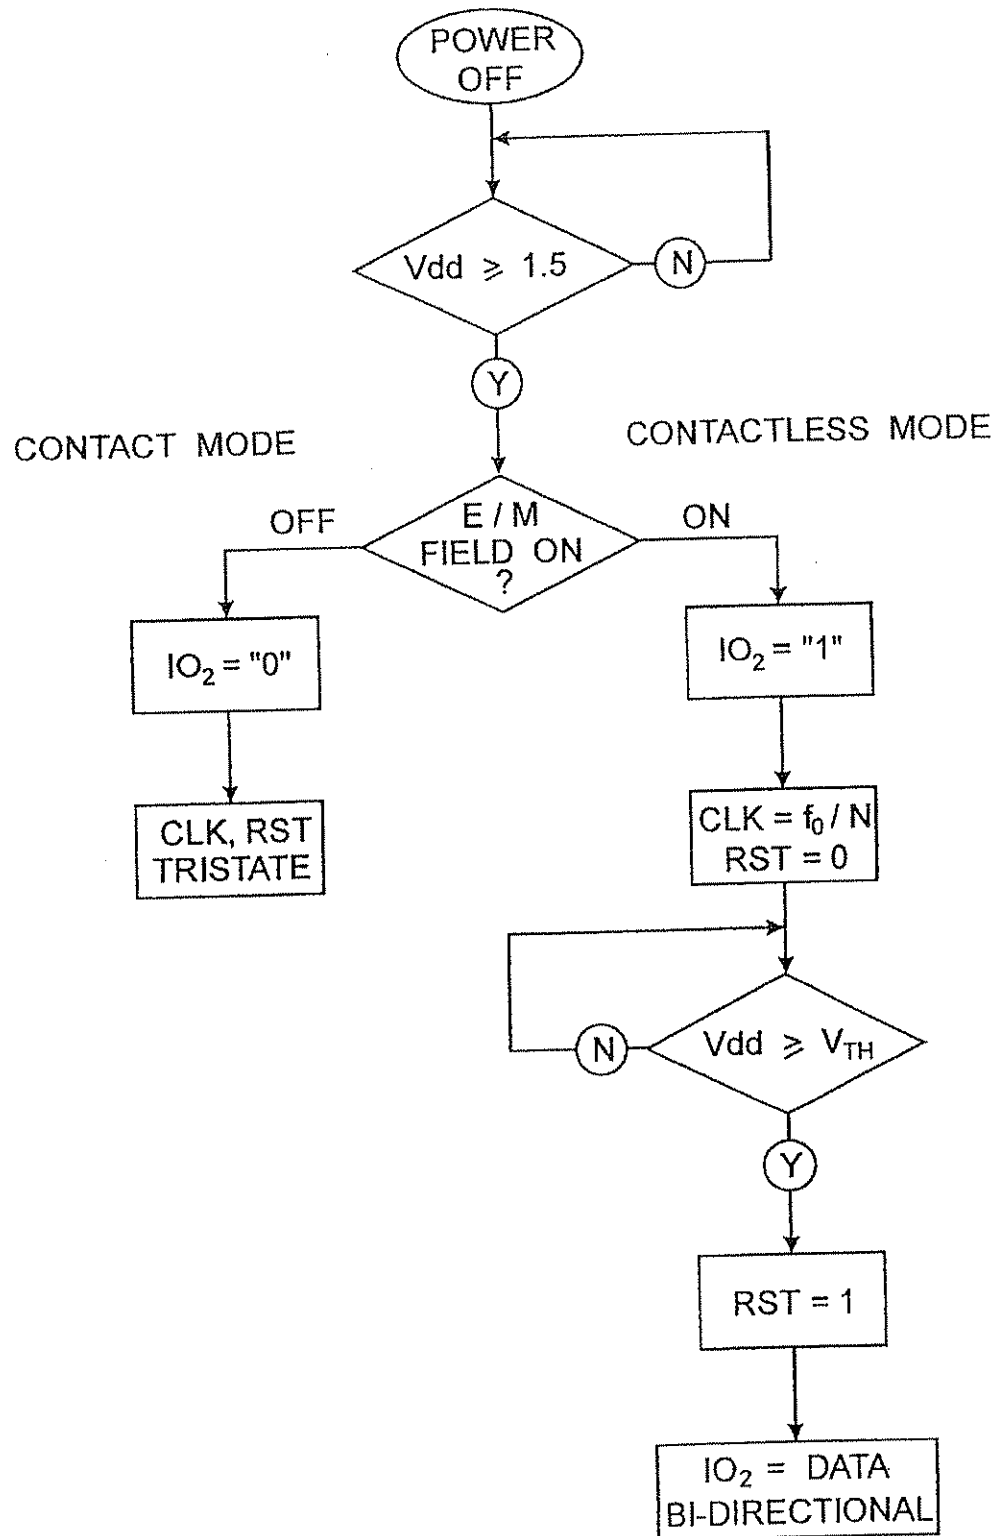 POWER
OFF
Vdd ⩾ 1.5
N
Y
CONTACT MODE
CONTACTLESS MODE
OFF
E / M
FIELD ON
?
ON
IO₂ = "0"
IO₂ = "1"
CLK, RST
TRISTATE
CLK = f₀ / N
RST = 0
Vdd ⩾ V_TH
N
Y
RST = 1
IO₂ = DATA
BI-DIRECTIONAL